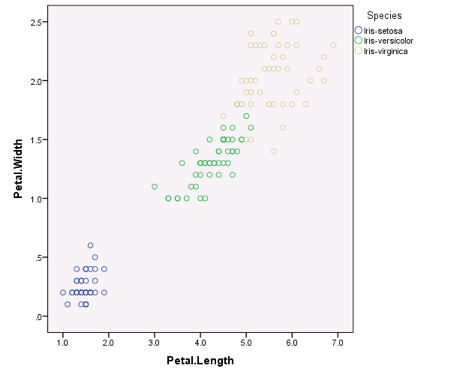 Species
Iris-setosa
Iris-versicolor
Iris-virginica
2.5
2.0
1.5
1.0
.5
.0
Petal.Width
1.0 2.0 3.0 4.0 5.0 6.0 7.0
Petal.Length